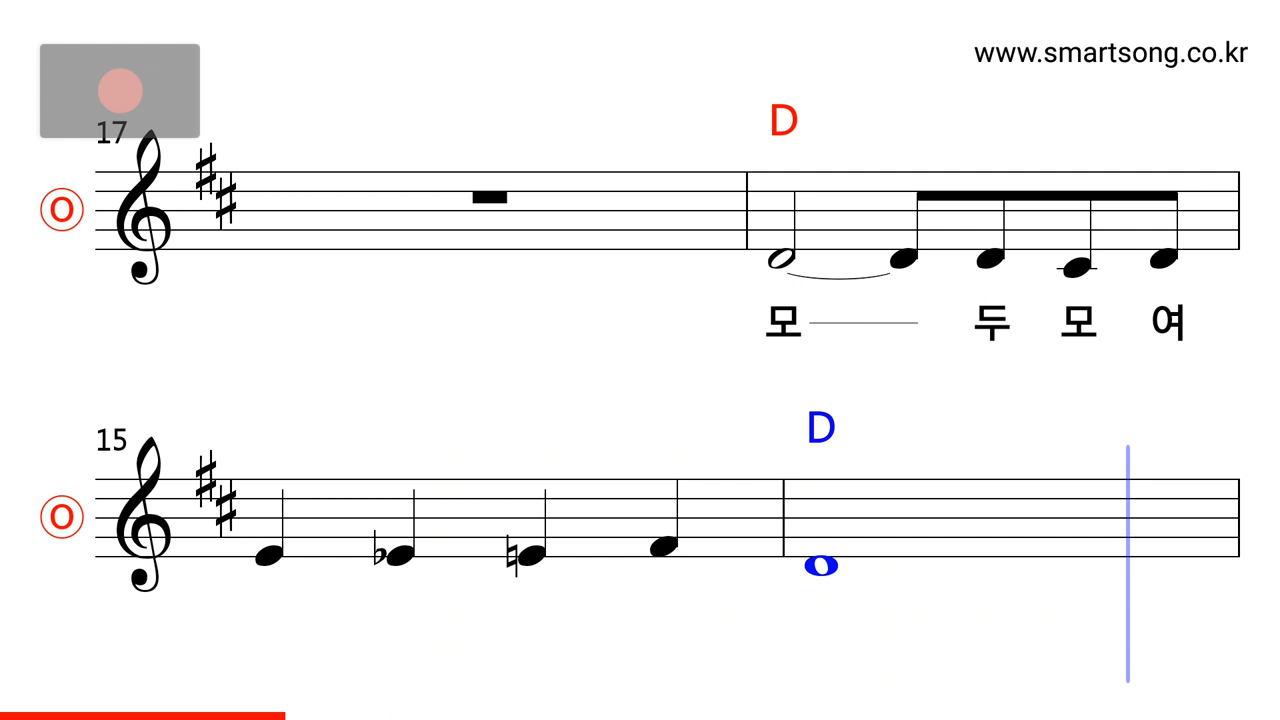 www.smartsong.co.kr
17
D
O
모 두 모 여
15
D
O